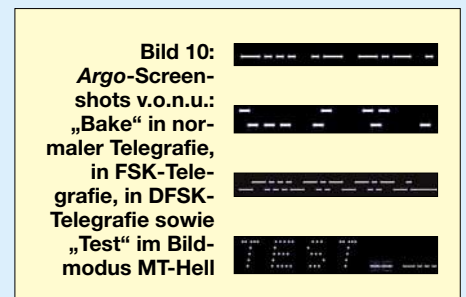 Bild 10:
Argo-Screen-
shots v.o.n.u.:
„Bake“ in nor-
maler Telegrafie,
in FSK-Tele-
grafie, in DFSK-
Telegrafie sowie
„Test“ im Bild-
modus MT-Hell
TEST